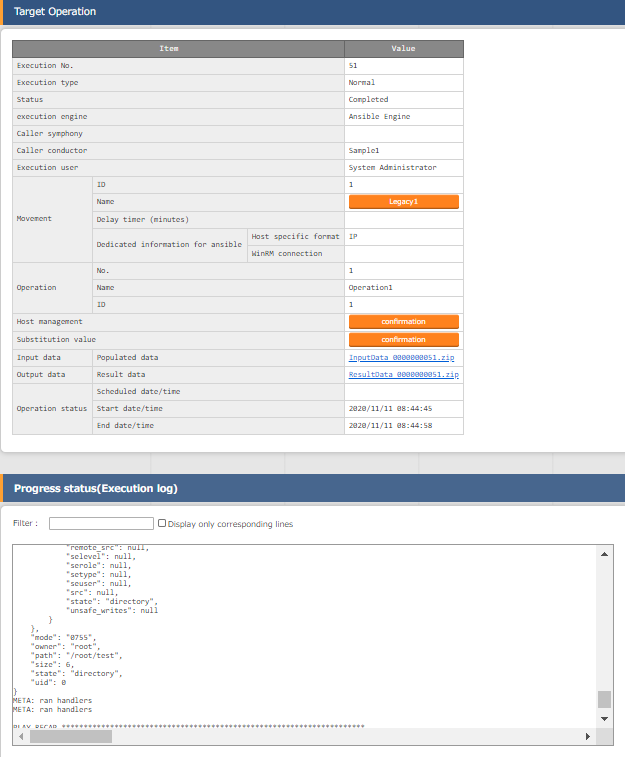 Target Operation
Item Value
Execution No. 51
Execution type Normal
Status Completed
execution engine Ansible Engine
Caller symphony
Caller conductor Sample1
Execution user System Administrator
Movement
ID 1
Name Legacy1
Delay timer (minutes)
Dedicated information for ansible
Host specific format IP
WinRM connection
Operation
No. 1
Name Operation1
ID 1
Host management confirmation
Substitution value confirmation
Input data Populated data InputData_0000000051.zip
Output data Result data ResultData_0000000051.zip
Operation status
Scheduled date/time
Start date/time 2020/11/11 08:44:45
End date/time 2020/11/11 08:44:58
Progress status(Execution log)
Filter : Display only corresponding lines
"remote_src": null,
"selevel": null,
"serole": null,
"setype": null,
"seuser": null,
"src": null,
"state": "directory",
"unsafe_writes": null
}
},
"mode": "0755",
"owner": "root",
"path": "/root/test",
"size": 6,
"state": "directory",
"uid": 0
}
META: ran handlers
META: ran handlers